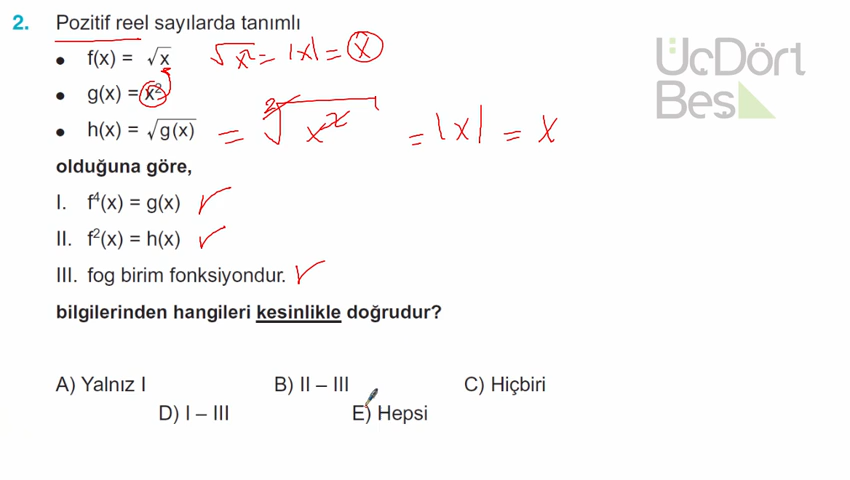 2. Pozitif reel sayılarda tanımlı
• f(x) = √x √x² = |x| = x
• g(x) = x²
• h(x) = √g(x) = ²√x² = |x| = x
olduğuna göre,
I. f⁴(x) = g(x) ✓
II. f²(x) = h(x) ✓
III. fog birim fonksiyondur. ✓
bilgilerinden hangileri kesinlikle doğrudur?
A) Yalnız I B) II – III C) Hiçbiri
D) I – III E) Hepsi
ÜçDört
Beş